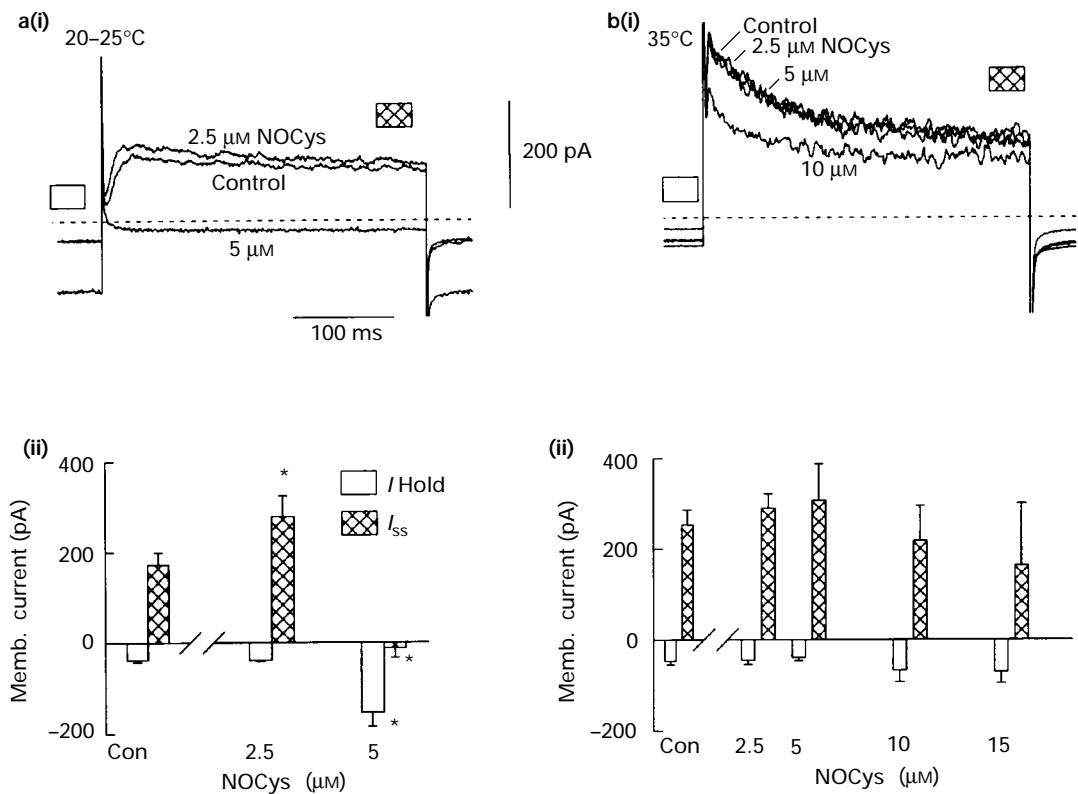 a(i)
20–25°C
2.5 µM NOCys
Control
5 µM
200 pA
100 ms
b(i)
35°C
Control
2.5 µM NOCys
5 µM
10 µM
(ii)
Memb. current (pA)
400
200
0
–200
*
*
*
I Hold
Iss
Con
2.5
5
NOCys (µM)
(ii)
Memb. current (pA)
400
200
0
–200
Con
2.5
5
10
15
NOCys (µM)